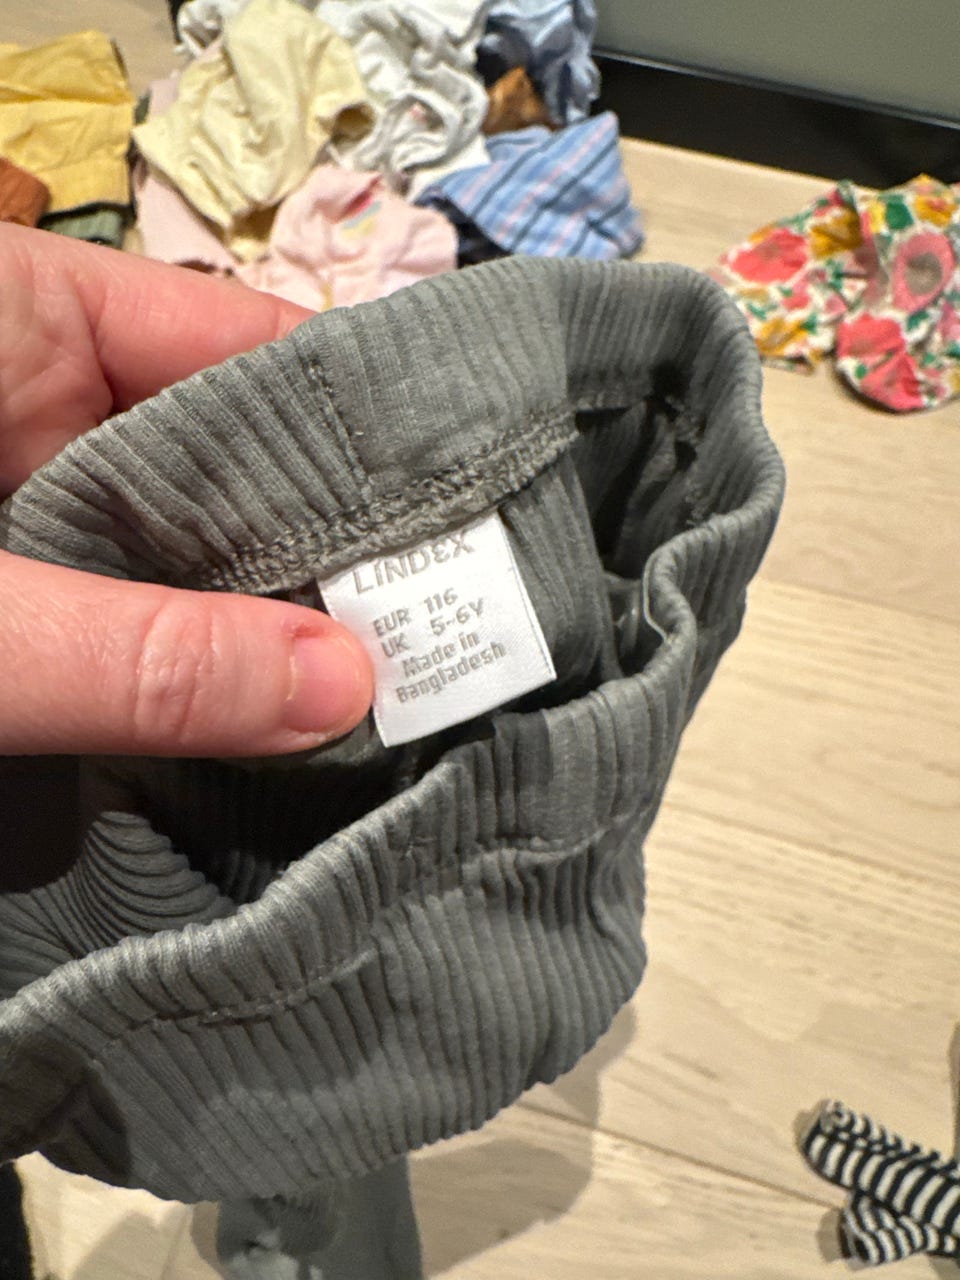 LINDEX
EUR 116
UK 5-6Y
Made in
Bangladesh